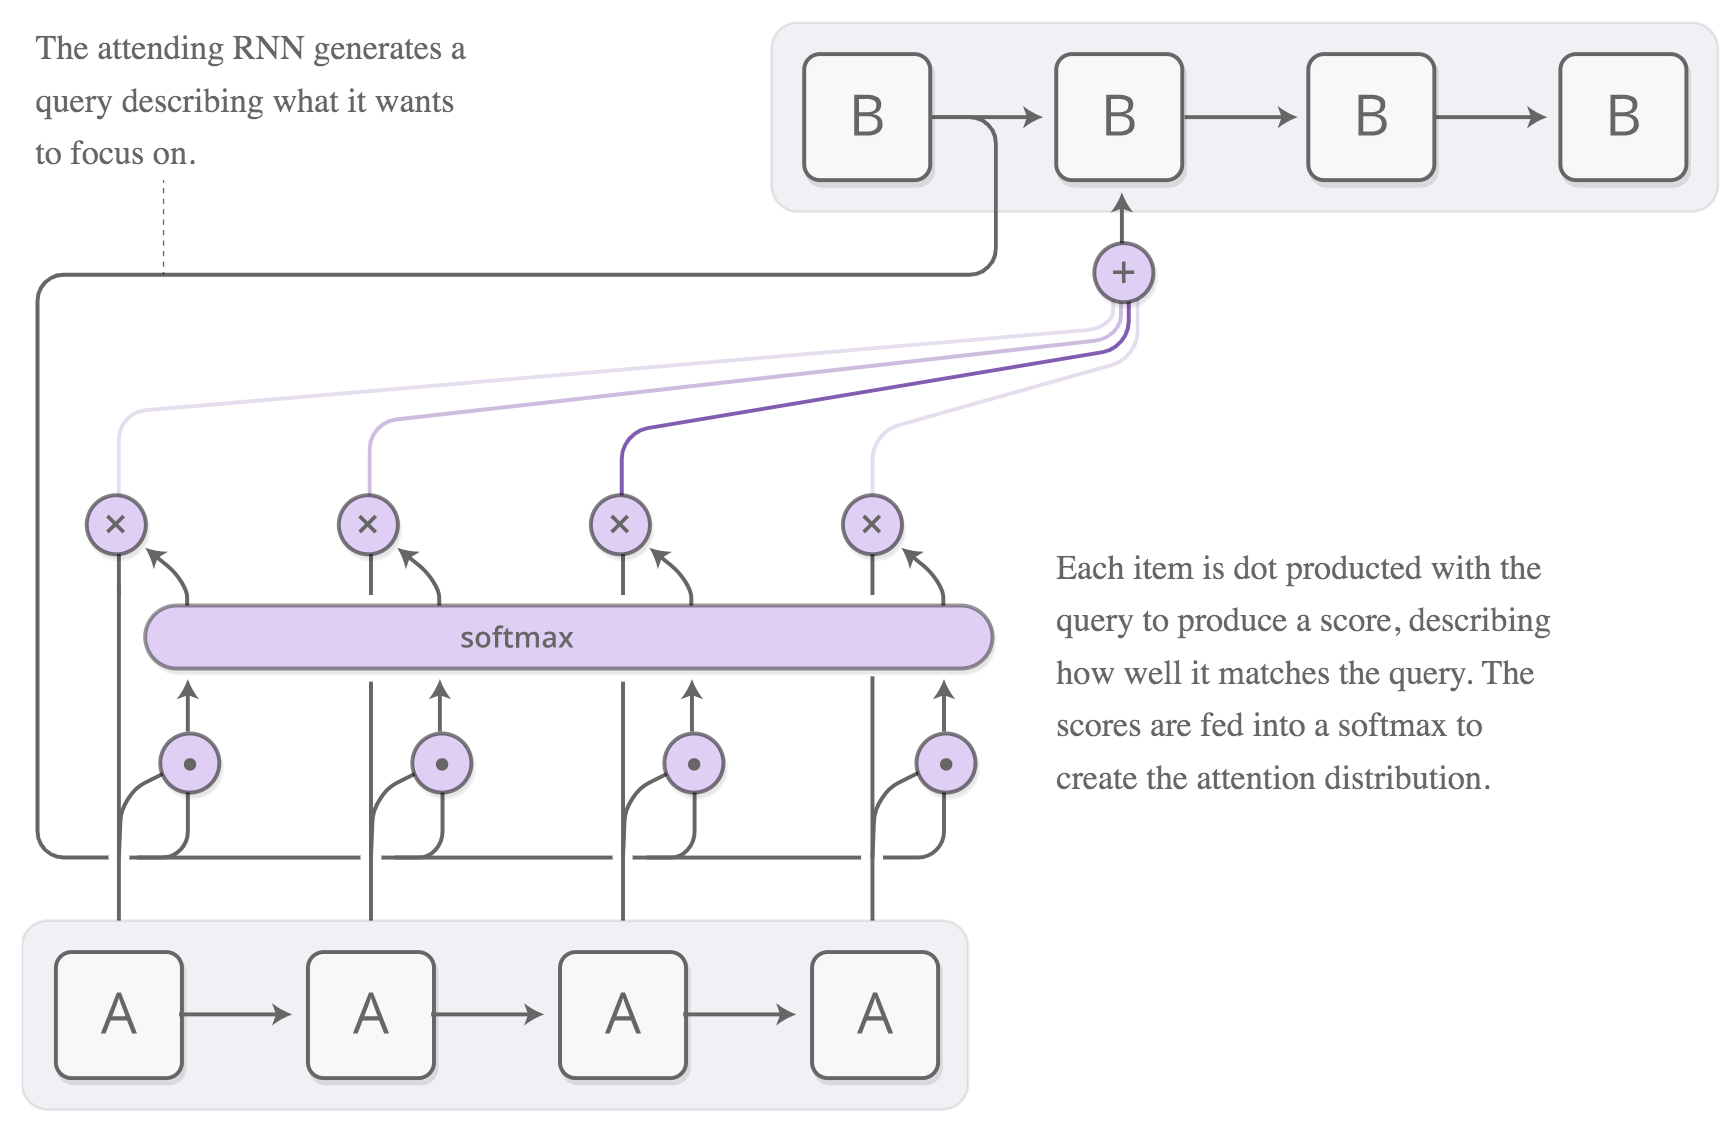 The attending RNN generates a
query describing what it wants
to focus on.
B
B
B
B
+
×
×
×
×
softmax
Each item is dot producted with the
query to produce a score, describing
how well it matches the query. The
scores are fed into a softmax to
create the attention distribution.
A
A
A
A